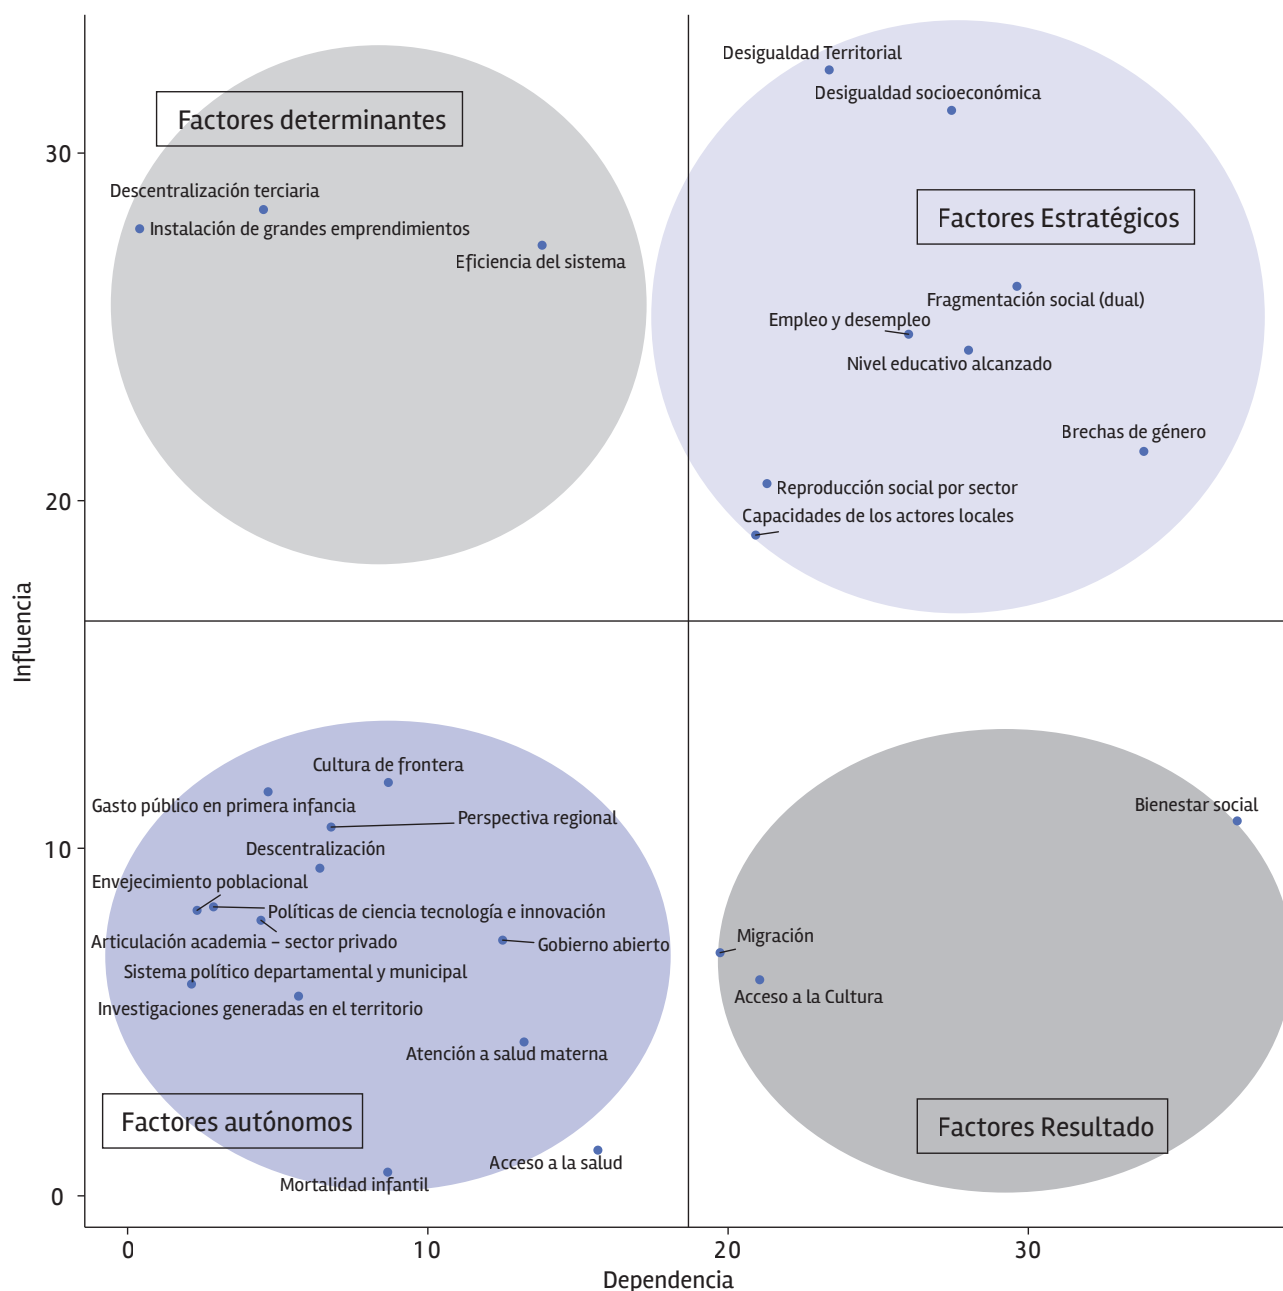 Desigualdad Territorial
Desigualdad socioeconómica
Factores determinantes
30
Descentralización terciaria
Instalación de grandes emprendimientos
Eficiencia del sistema
Factores Estratégicos
Fragmentación social (dual)
Empleo y desempleo
Nivel educativo alcanzado
Brechas de género
20
Reproducción social por sector
Capacidades de los actores locales
Influencia
Cultura de frontera
Gasto público en primera infancia
Perspectiva regional
Bienestar social
10
Descentralización
Envejecimiento poblacional
Políticas de ciencia tecnología e innovación
Articulación academia – sector privado
Gobierno abierto
Migración
Sistema político departamental y municipal
Investigaciones generadas en el territorio
Acceso a la Cultura
Atención a salud materna
Factores autónomos
Factores Resultado
Acceso a la salud
Mortalidad infantil
0
0
10
20
30
Dependencia